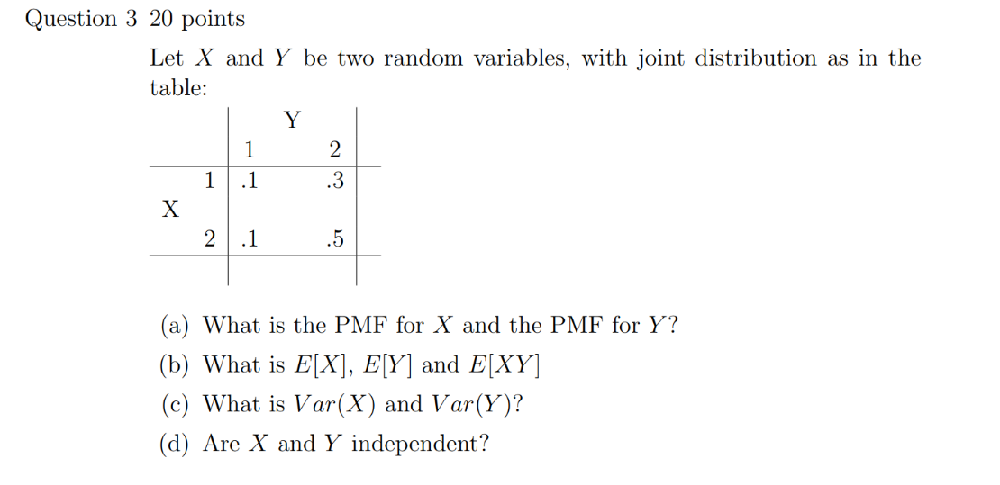 Question 3 20 points
Let X and Y be two random variables, with joint distribution as in the
table:
Y
1 2
1 .1 .3
X
2 .1 .5
(a) What is the PMF for X and the PMF for Y?
(b) What is E[X], E[Y] and E[XY]
(c) What is Var(X) and Var(Y)?
(d) Are X and Y independent?